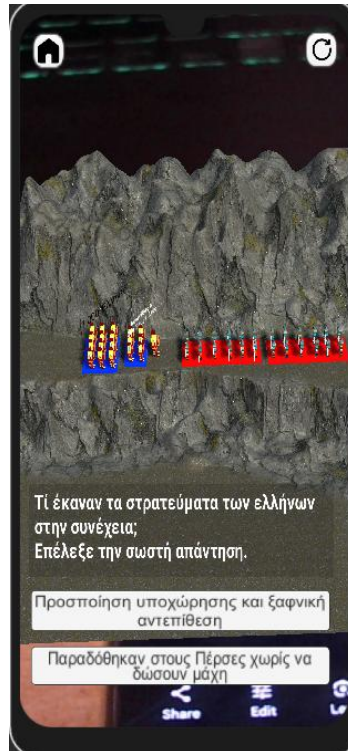 Τί έκαναν τα στρατεύματα των ελλήνων
στην συνέχεια;
Επέλεξε την σωστή απάντηση.
Προσποίηση υποχώρησης και ξαφνική
αντεπίθεση
Παραδόθηκαν στους Πέρσες χωρίς να
δώσουν μάχη
Share
Edit